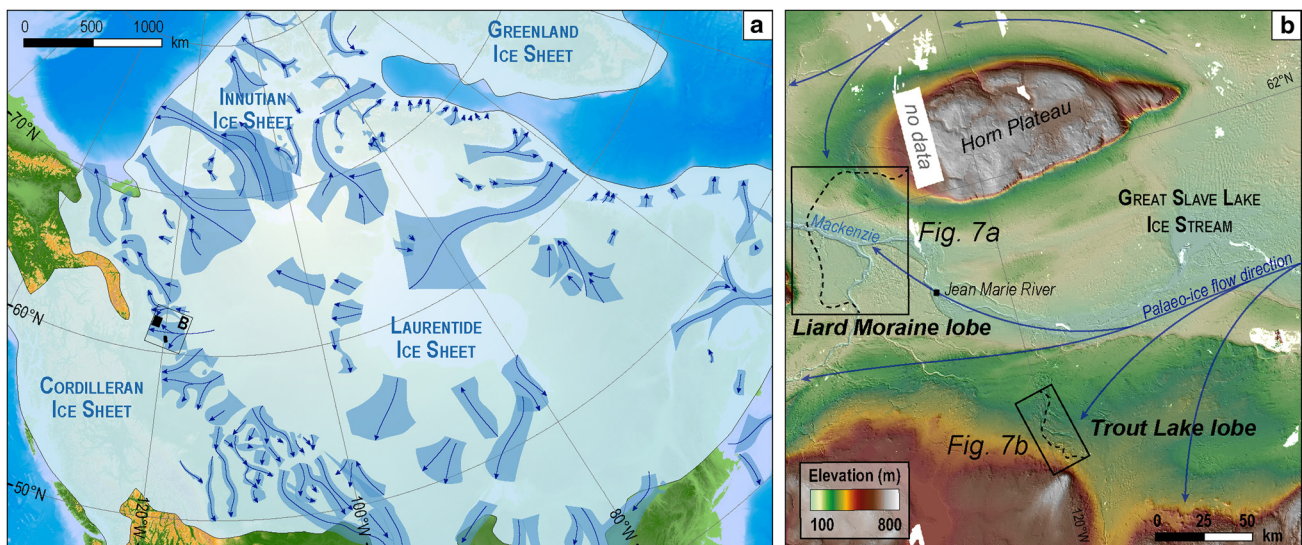 a
0 500 1000
km
GREENLAND
ICE SHEET
INNUTIAN
ICE SHEET
70°N
60°N
B
LAURENTIDE
ICE SHEET
CORDILLERAN
ICE SHEET
50°N
120°W
100°W
80°W
b
62°N
no data
Horn Plateau
GREAT SLAVE LAKE
ICE STREAM
Mackenzie
Fig. 7a
Jean Marie River
Palaeo-ice flow direction
Liard Moraine lobe
Fig. 7b
Trout Lake lobe
Elevation (m)
100 800
120°W
0 25 50
km